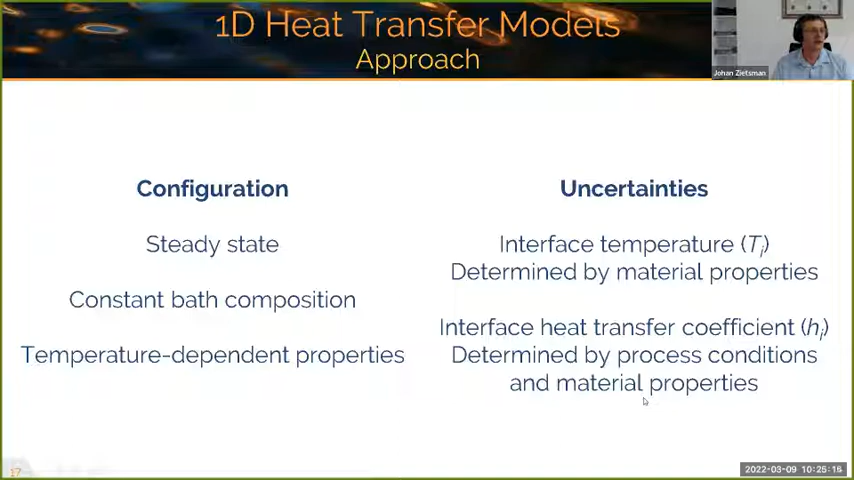 1D Heat Transfer Models
Approach
Johan Zietsman
Configuration
Steady state
Constant bath composition
Temperature-dependent properties
Uncertainties
Interface temperature (Ti)
Determined by material properties
Interface heat transfer coefficient (hi)
Determined by process conditions
and material properties
17
2022-03-09 10:25:15